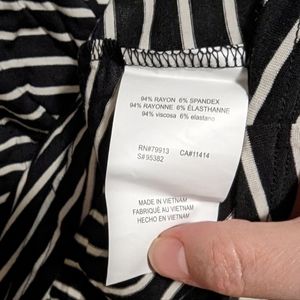 94% RAYON 6% SPANDEX
94% RAYONNE 6% ÉLASTHANNE
94% viscosa 6% elastano
RN#79913 CA#11414
S#95382
MADE IN VIETNAM
FABRIQUÉ AU VIETNAM
HECHO EN VIETNAM